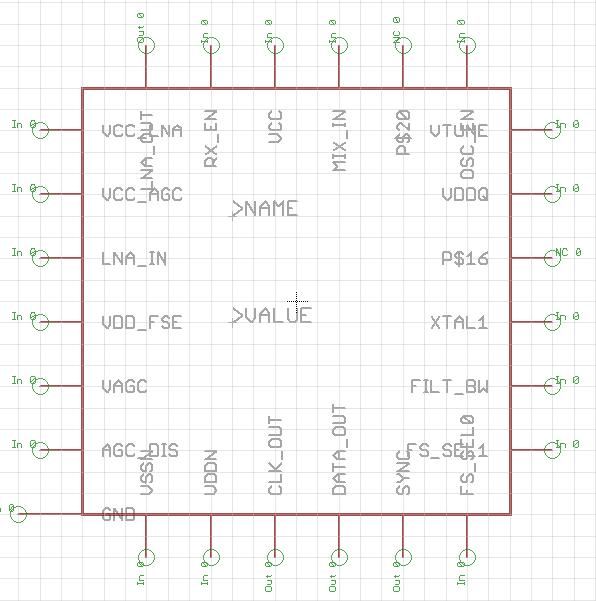 Out 0
In 0
In 0
In 0
NC 0
In 0
LNA_OUT
RX_EN
VCC
MIX_IN
P$20
OSC_IN
In 0
VCC_LNA
VTUNE
In 0
In 0
VCC_AGC
VDDQ
In 0
>NAME
In 0
LNA_IN
P$16
NC 0
>VALUE
In 0
VDD_FSE
XTAL1
In 0
In 0
VAGC
FILT_BW
In 0
In 0
AGC_DIS
FS_SEL1
In 0
VSSN
VDDN
CLK_OUT
DATA_OUT
SYNC
FS_SEL0
0
GND
In 0
In 0
Out 0
Out 0
Out 0
In 0